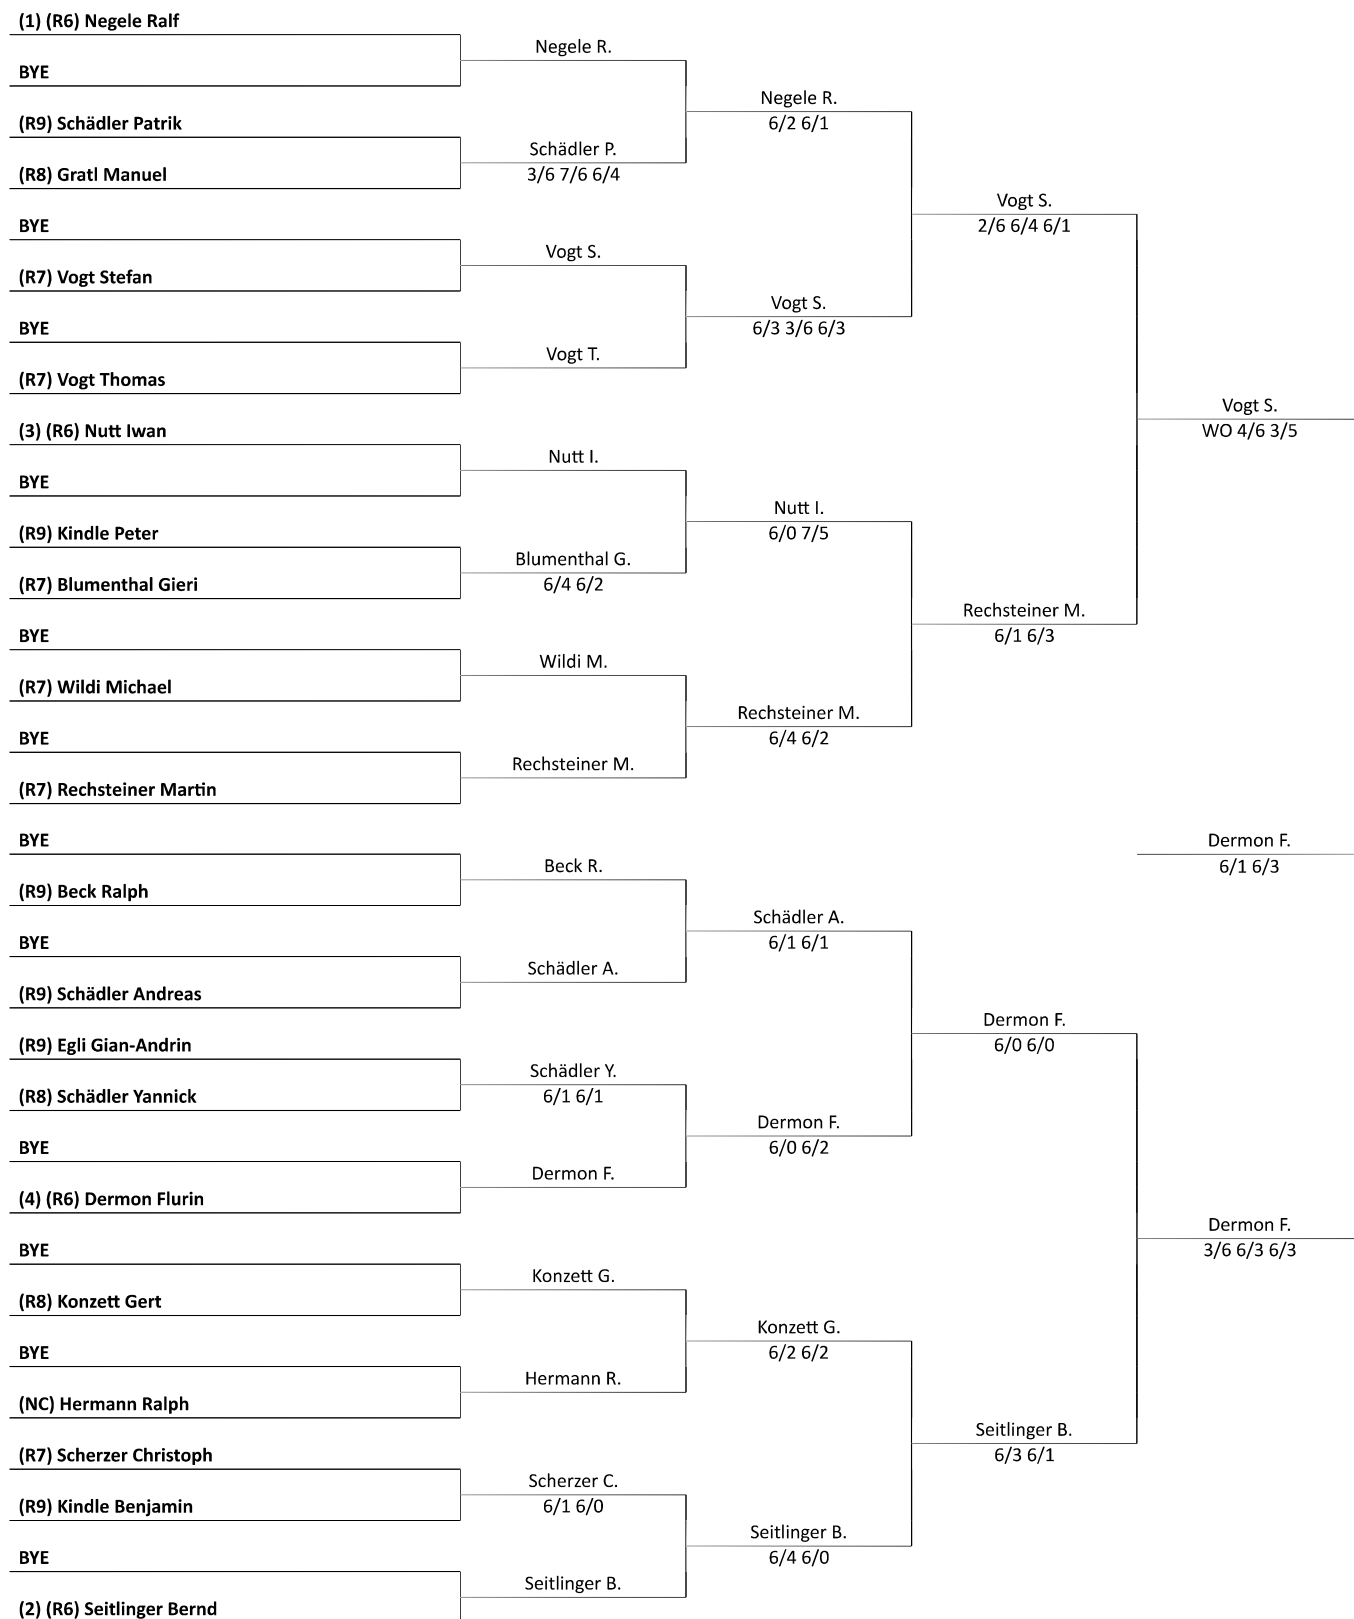 (1) (R6) Negele Ralf
Negele R.
BYE
Negele R.
6/2 6/1
(R9) Schädler Patrik
Schädler P.
3/6 7/6 6/4
(R8) Gratl Manuel
Vogt S.
2/6 6/4 6/1
BYE
Vogt S.
(R7) Vogt Stefan
Vogt S.
6/3 3/6 6/3
BYE
Vogt T.
(R7) Vogt Thomas
Vogt S.
WO 4/6 3/5
(3) (R6) Nutt Iwan
Nutt I.
BYE
Nutt I.
6/0 7/5
(R9) Kindle Peter
Blumenthal G.
6/4 6/2
(R7) Blumenthal Gieri
Rechsteiner M.
6/1 6/3
BYE
Wildi M.
(R7) Wildi Michael
Rechsteiner M.
6/4 6/2
BYE
Rechsteiner M.
(R7) Rechsteiner Martin
BYE
Dermon F.
6/1 6/3
Beck R.
(R9) Beck Ralph
Schädler A.
6/1 6/1
BYE
Schädler A.
(R9) Schädler Andreas
Dermon F.
6/0 6/0
(R9) Egli Gian-Andrin
Schädler Y.
6/1 6/1
(R8) Schädler Yannick
Dermon F.
6/0 6/2
BYE
Dermon F.
(4) (R6) Dermon Flurin
Dermon F.
3/6 6/3 6/3
BYE
Konzett G.
(R8) Konzett Gert
Konzett G.
6/2 6/2
BYE
Hermann R.
(NC) Hermann Ralph
Seitlinger B.
6/3 6/1
(R7) Scherzer Christoph
Scherzer C.
6/1 6/0
(R9) Kindle Benjamin
Seitlinger B.
6/4 6/0
BYE
Seitlinger B.
(2) (R6) Seitlinger Bernd